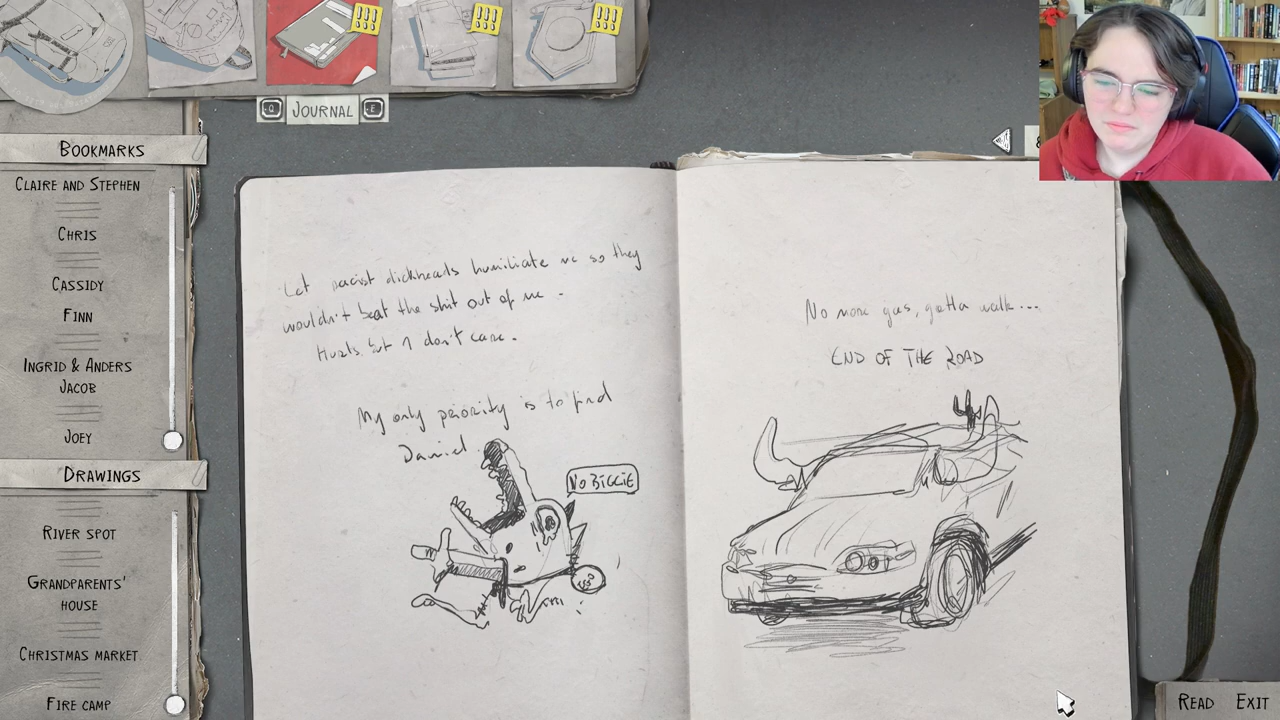 Q
JOURNAL
E
BOOKMARKS
CLAIRE AND STEPHEN
CHRIS
CASSIDY
FINN
INGRID & ANDERS
JACOB
JOEY
DRAWINGS
RIVER SPOT
GRANDPARENTS'
HOUSE
CHRISTMAS MARKET
FIRE CAMP
Let racist dickheads humiliate me so they
wouldn't beat the shit out of me.
Hurts, but I don't care.
My only priority is to find
Daniel
NO BIGGIE
No more gas, gotta walk...
END OF THE ROAD
READ
EXIT